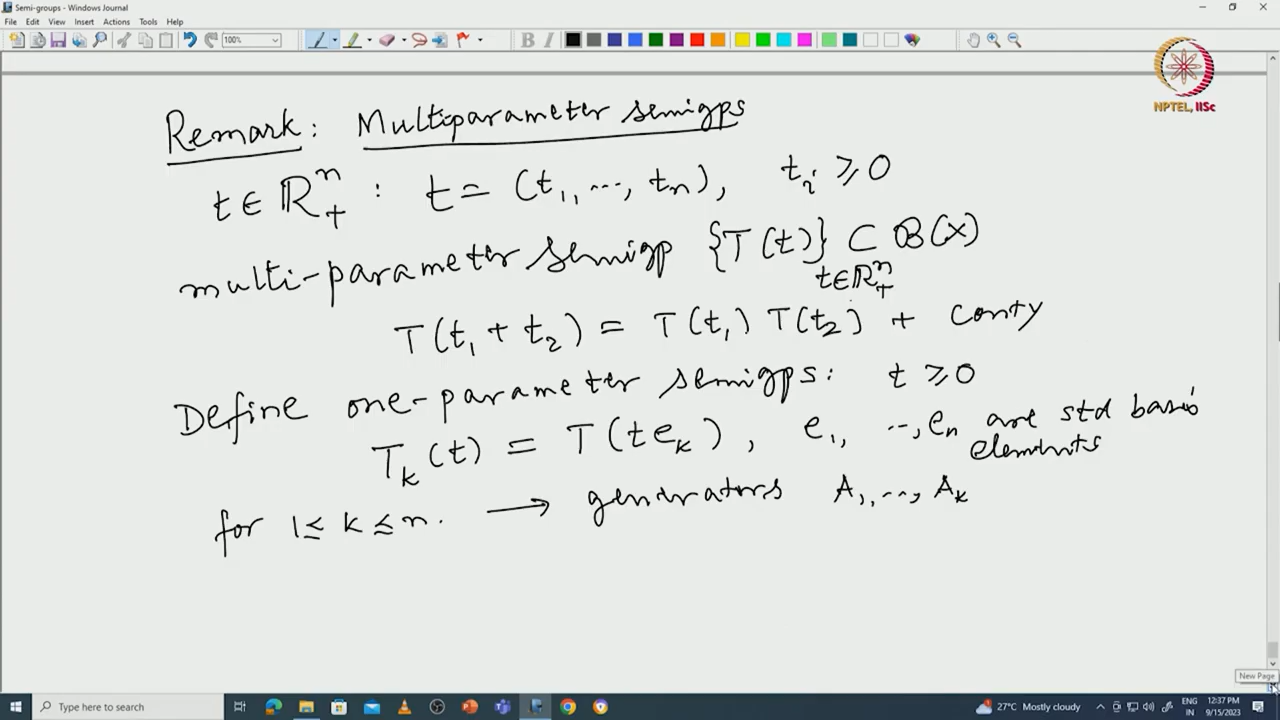 Semi-groups - Windows Journal
File Edit View Insert Actions Tools Help
100%
B I
NPTEL, IISc
Remark: Multiparameter semigps
t ∈ ℝ₊ⁿ : t = (t₁, ..., tₙ), tᵢ ≥ 0
multi-parameter semigp {T(t)} ⊂ B(X)
t∈ℝ₊ⁿ
T(t₁ + t₂) = T(t₁) T(t₂) + conty
Define one-parameter semigps: t ≥ 0
Tₖ(t) = T(t eₖ), e₁, ..., eₙ are std basis
elements
for 1 ≤ k ≤ n. → generators A₁, ..., Aₖ
New Page
Type here to search
27°C Mostly cloudy
ENG
IN
12:37 PM
9/15/2023